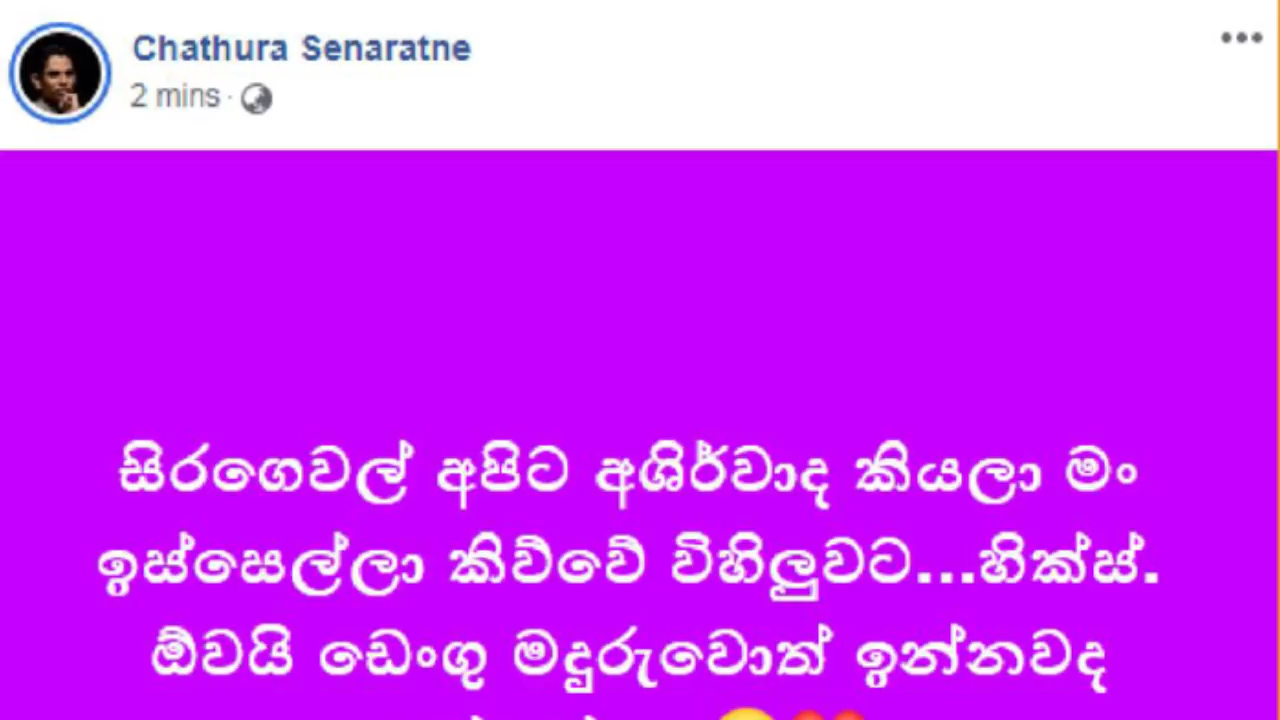 Chathura Senaratne
2 mins ·
සිරගෙවල් අපිට අශිර්වාද කියලා මං
ඉස්සෙල්ලා කිව්වේ විහිලුවට...හික්ස්.
ඕවයි ඩෙංගු මදුරුවොත් ඉන්නවද